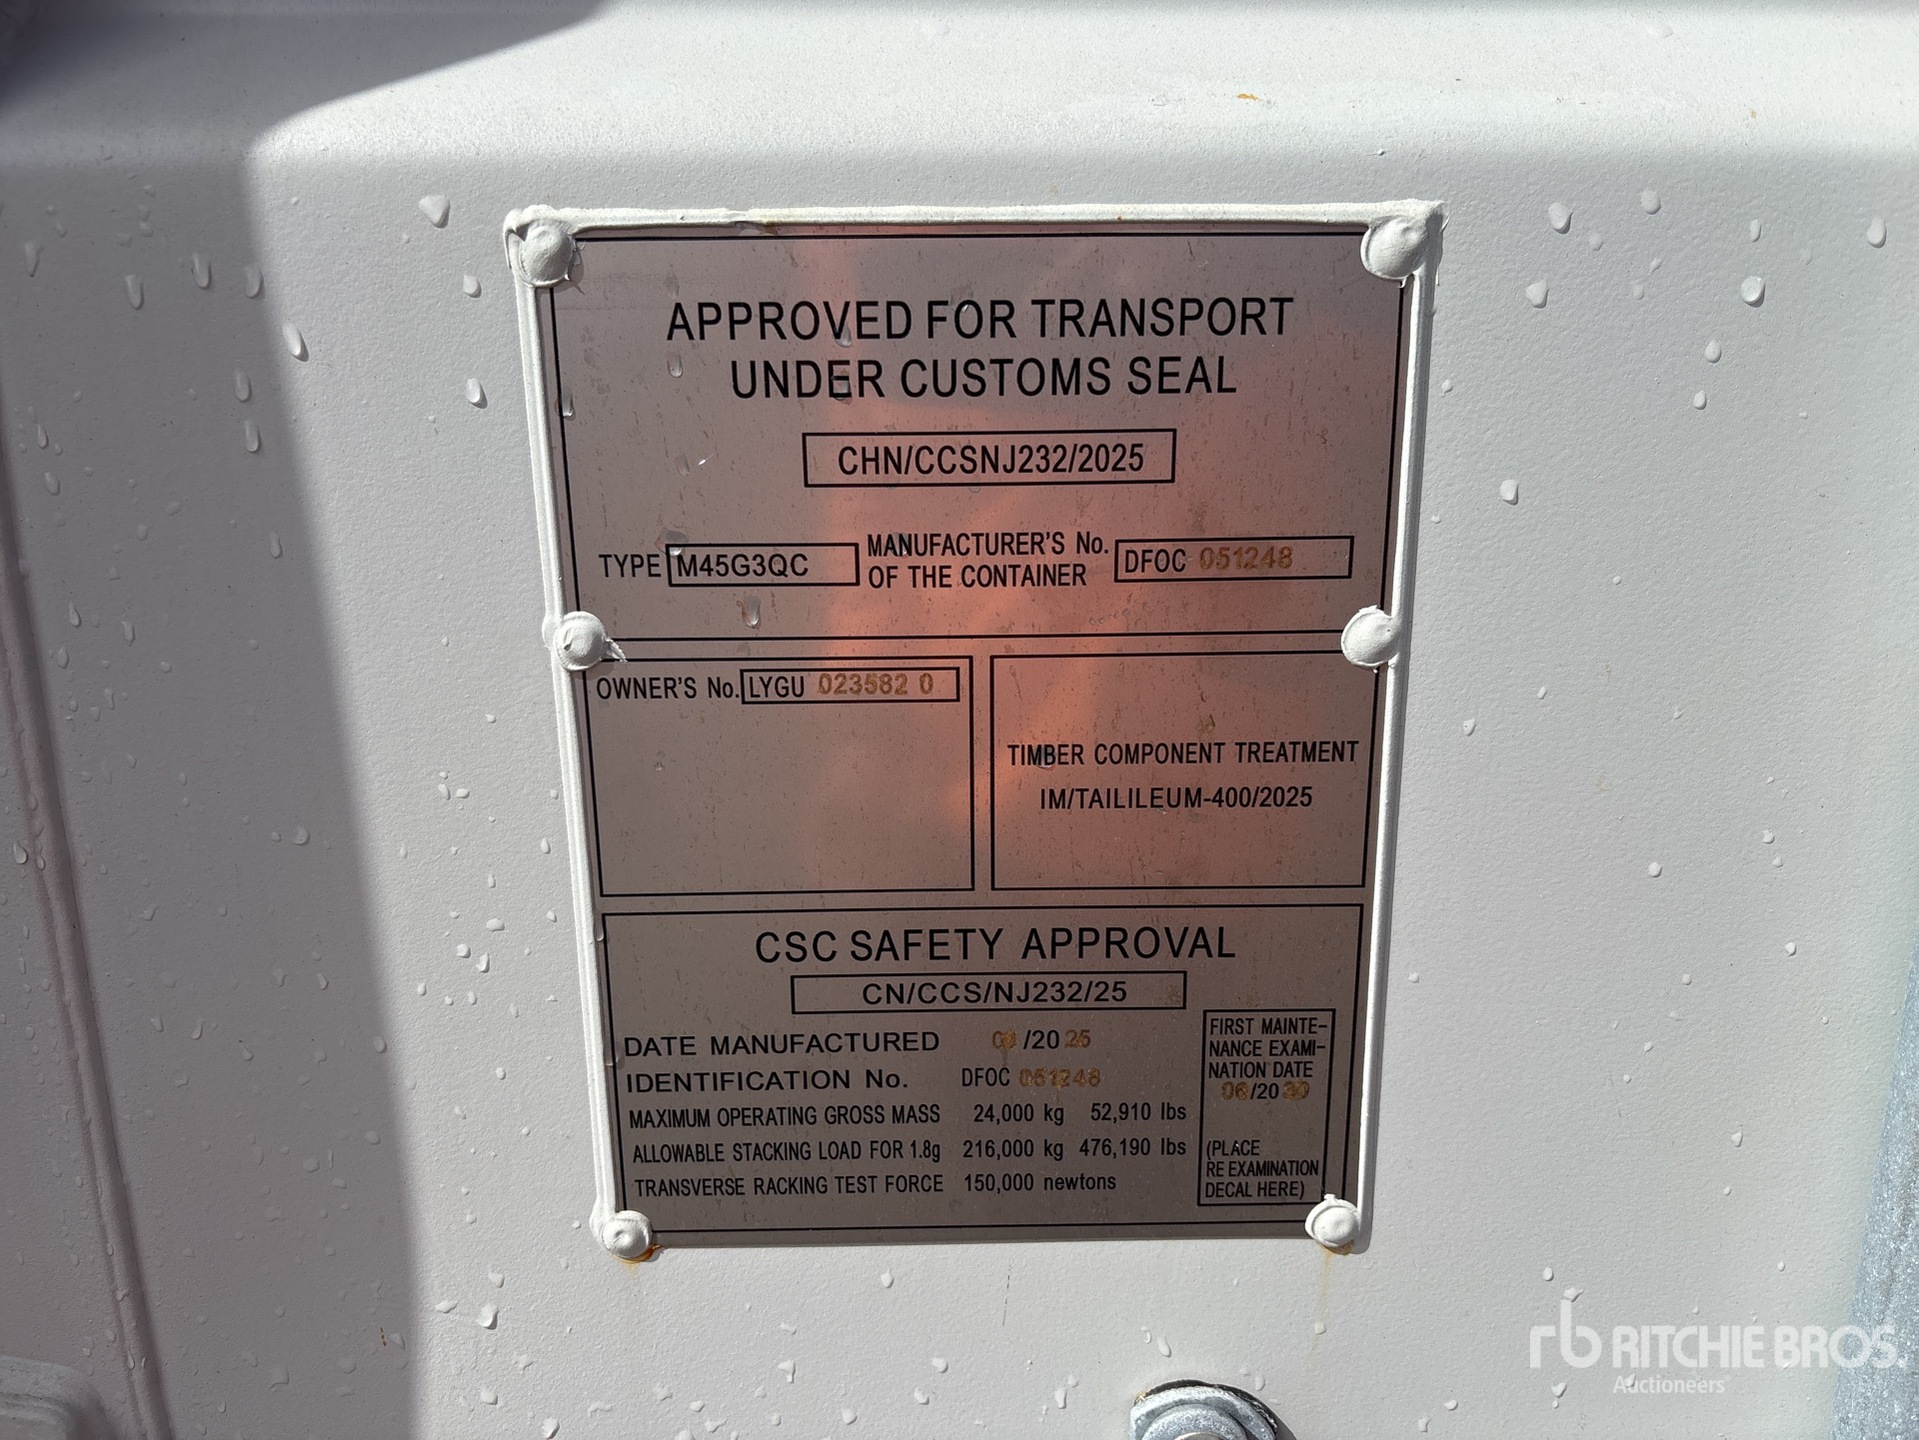 APPROVED FOR TRANSPORT
UNDER CUSTOMS SEAL
CHN/CCSNJ232/2025
TYPE M45G3QC MANUFACTURER'S No. OF THE CONTAINER DFOC 051248
OWNER'S No. LYGU 023582 0
TIMBER COMPONENT TREATMENT
IM/TAILILEUM-400/2025
CSC SAFETY APPROVAL
CN/CCS/NJ232/25
DATE MANUFACTURED /20 25
IDENTIFICATION No. DFOC 051248
MAXIMUM OPERATING GROSS MASS 24,000 kg 52,910 lbs
ALLOWABLE STACKING LOAD FOR 1.8g 216,000 kg 476,190 lbs
TRANSVERSE RACKING TEST FORCE 150,000 newtons
FIRST MAINTE-
NANCE EXAMI-
NATION DATE
06/20 30
(PLACE
RE EXAMINATION
DECAL HERE)
rb RITCHIE BROS.
Auctioneers